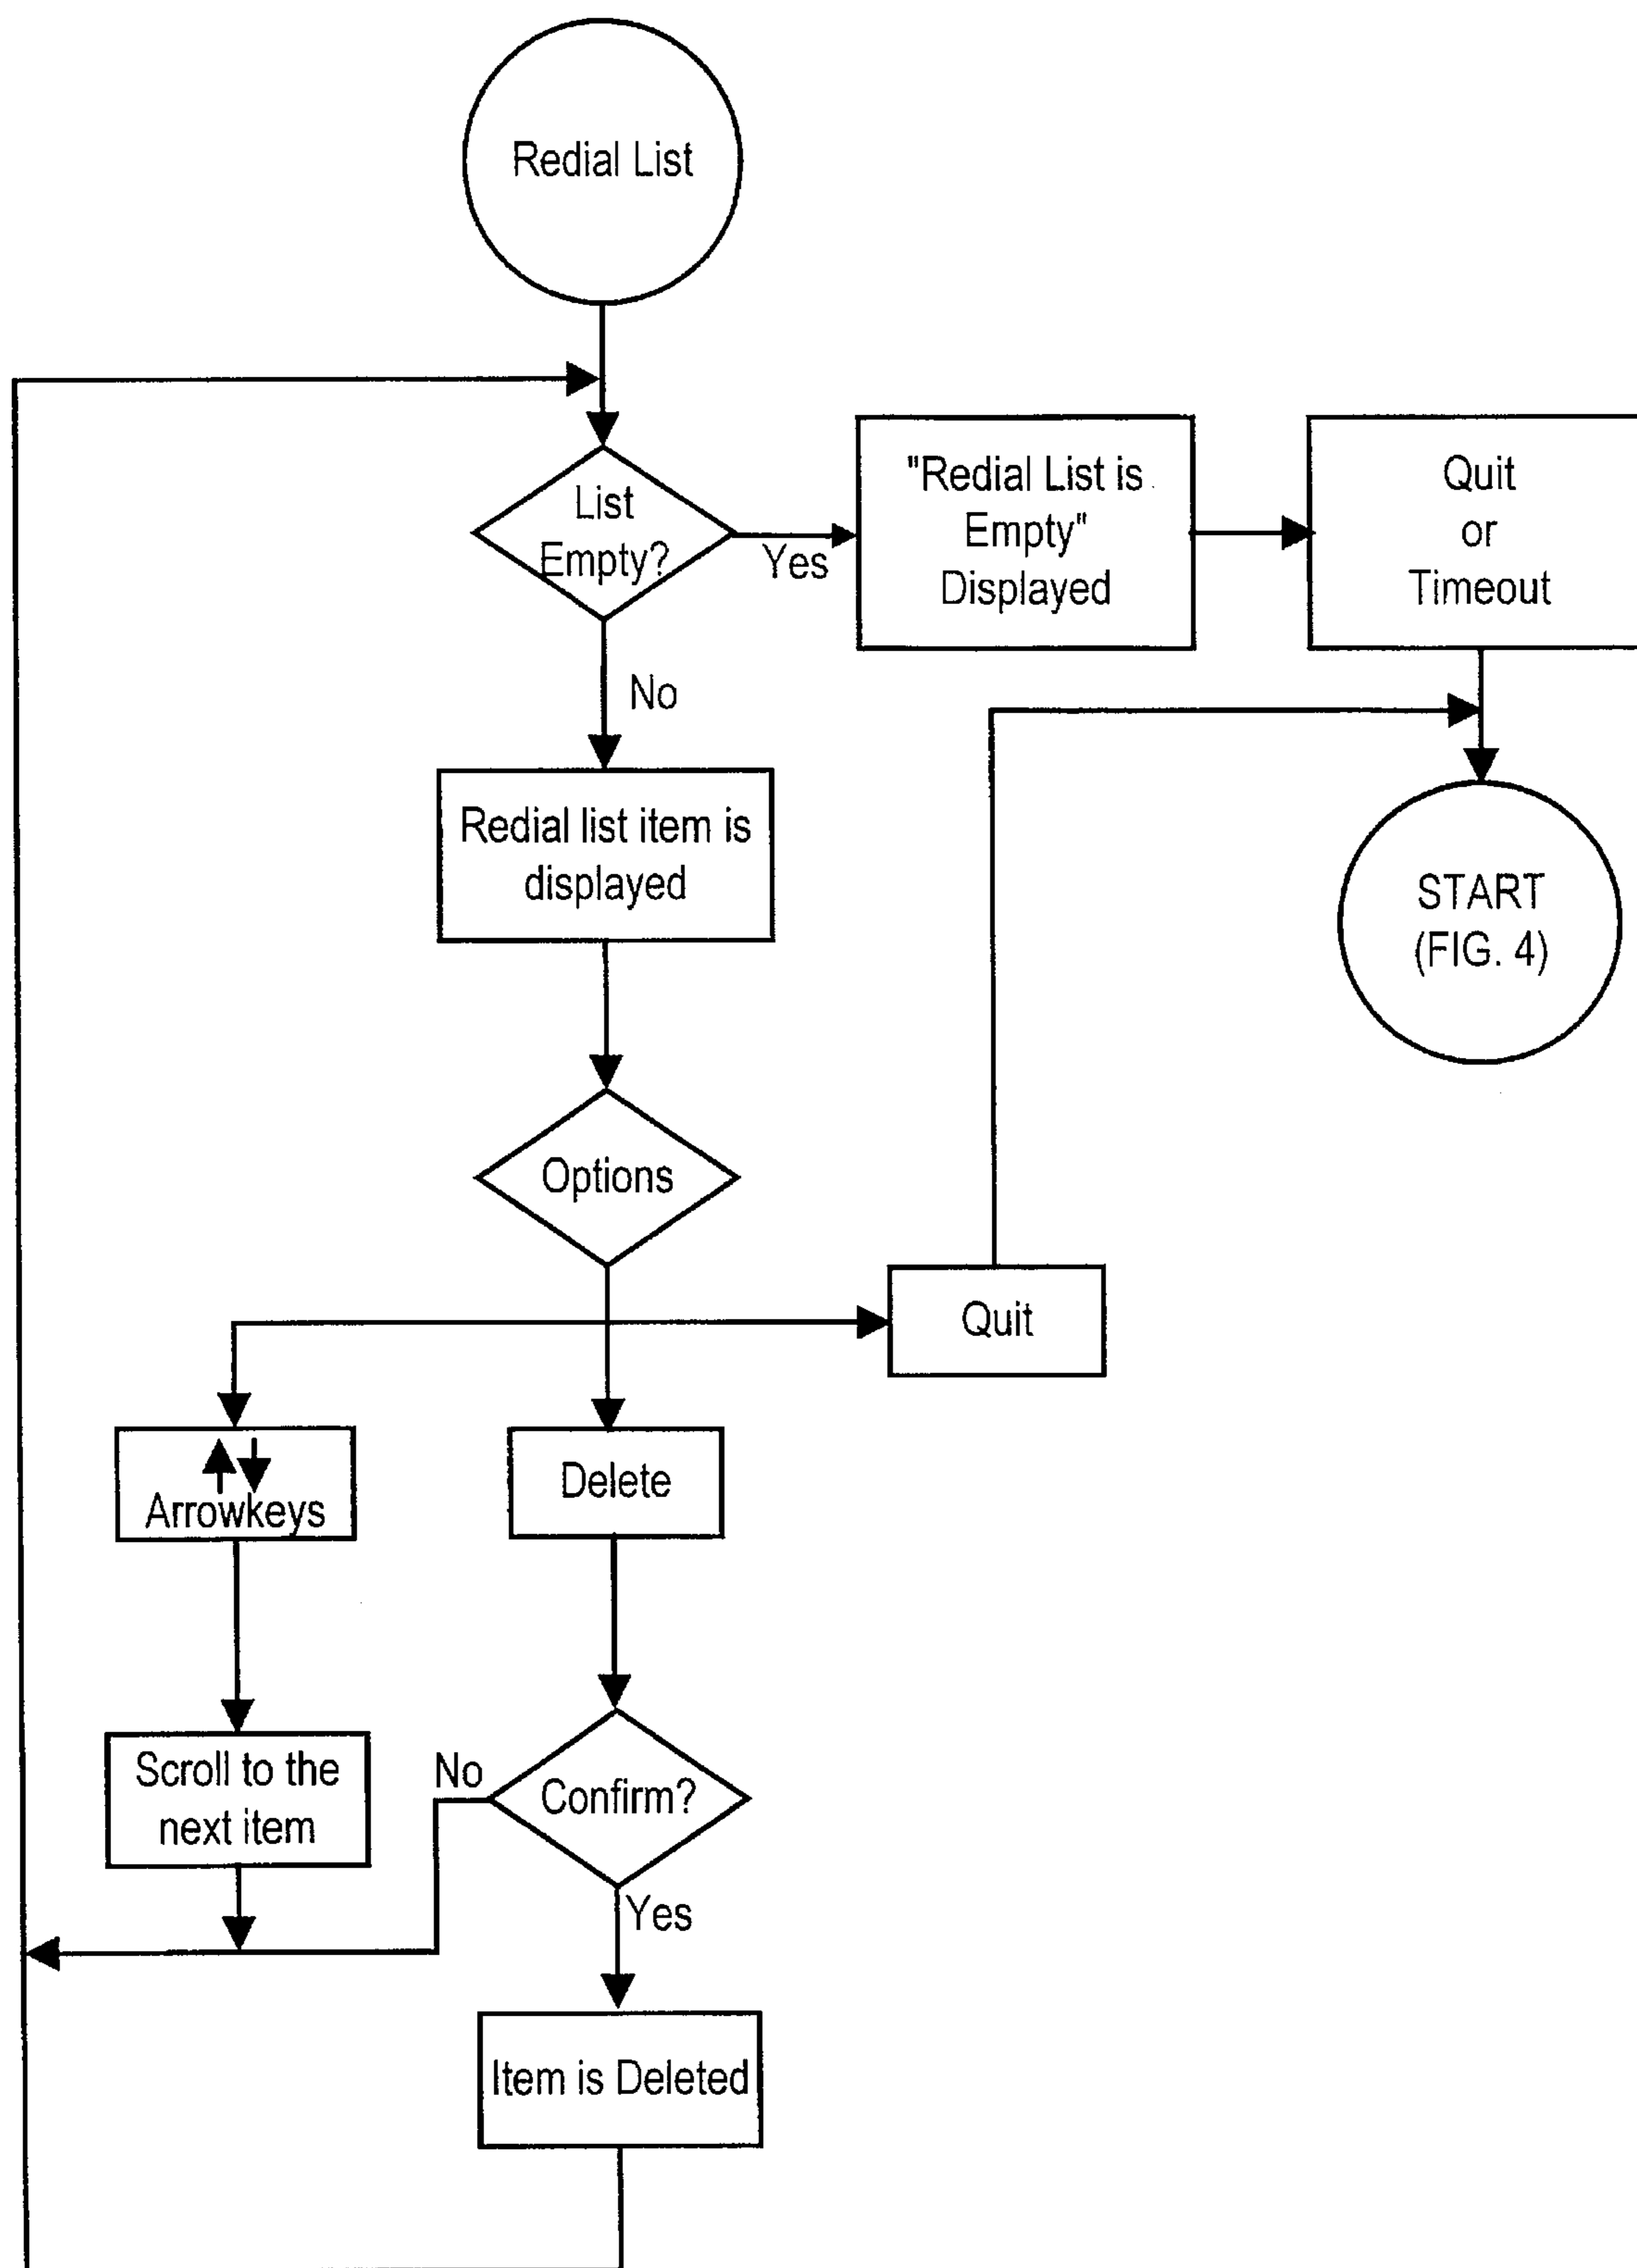 Redial List
List
Empty?
Yes
"Redial List is
Empty"
Displayed
Quit
or
Timeout
No
Redial list item is
displayed
START
(FIG. 4)
Options
Quit
Arrowkeys
Delete
Scroll to the
next item
No
Confirm?
Yes
Item is Deleted